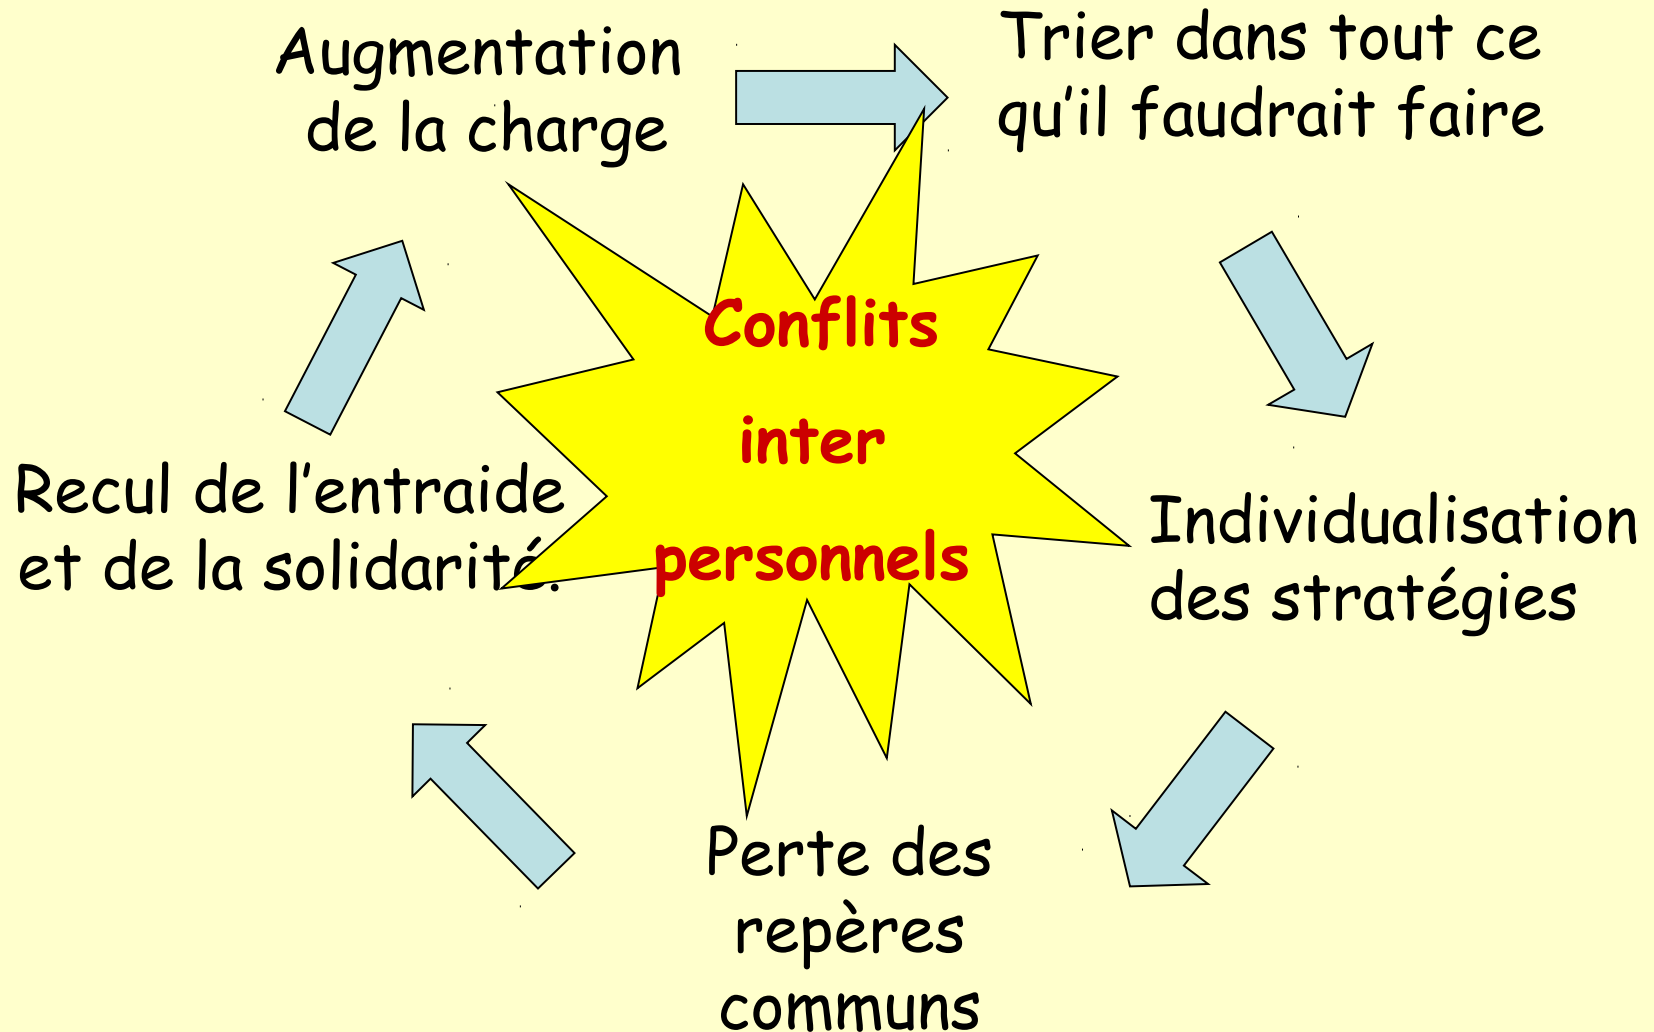 Augmentation
de la charge
Trier dans tout ce
qu’il faudrait faire
Conflits
inter
personnels
Individualisation
des stratégies
Perte des
repères
communs
Recul de l’entraide
et de la solidarité.